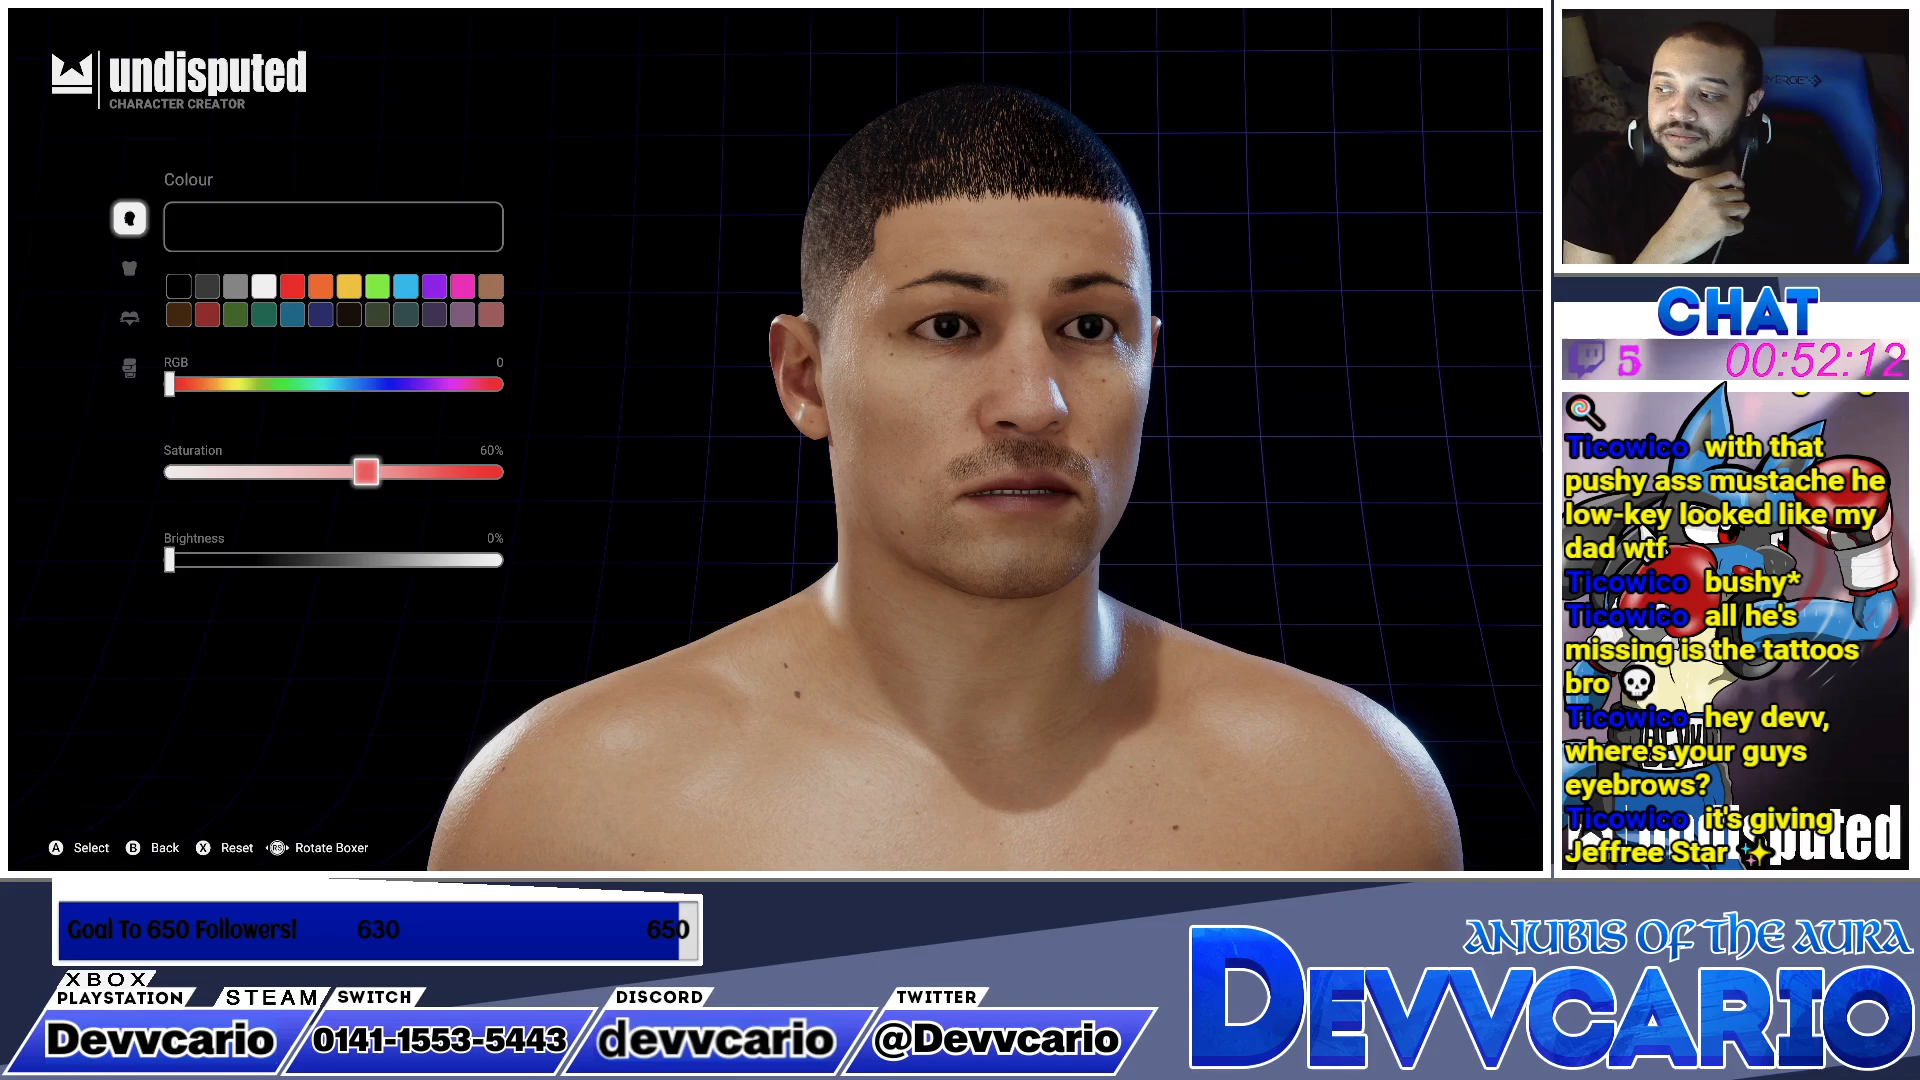 undisputed
CHARACTER CREATOR
Colour
RGB 0
Saturation 60%
Brightness 0%
A Select B Back X Reset RS Rotate Boxer
CHAT
5 00:52:12
Ticowico with that
pushy ass mustache he
low-key looked like my
dad wtf
Ticowico bushy*
Ticowico all he's
missing is the tattoos
bro
Ticowico hey devv,
where's your guys
eyebrows?
Ticowico it's giving
Jeffree Star
Goal To 650 Followers! 630 650
XBOX
PLAYSTATION STEAM SWITCH DISCORD TWITTER
Devvcario 0141-1553-5443 devvcario @Devvcario
ANUBIS OF THE AURA
DEVVCARIO